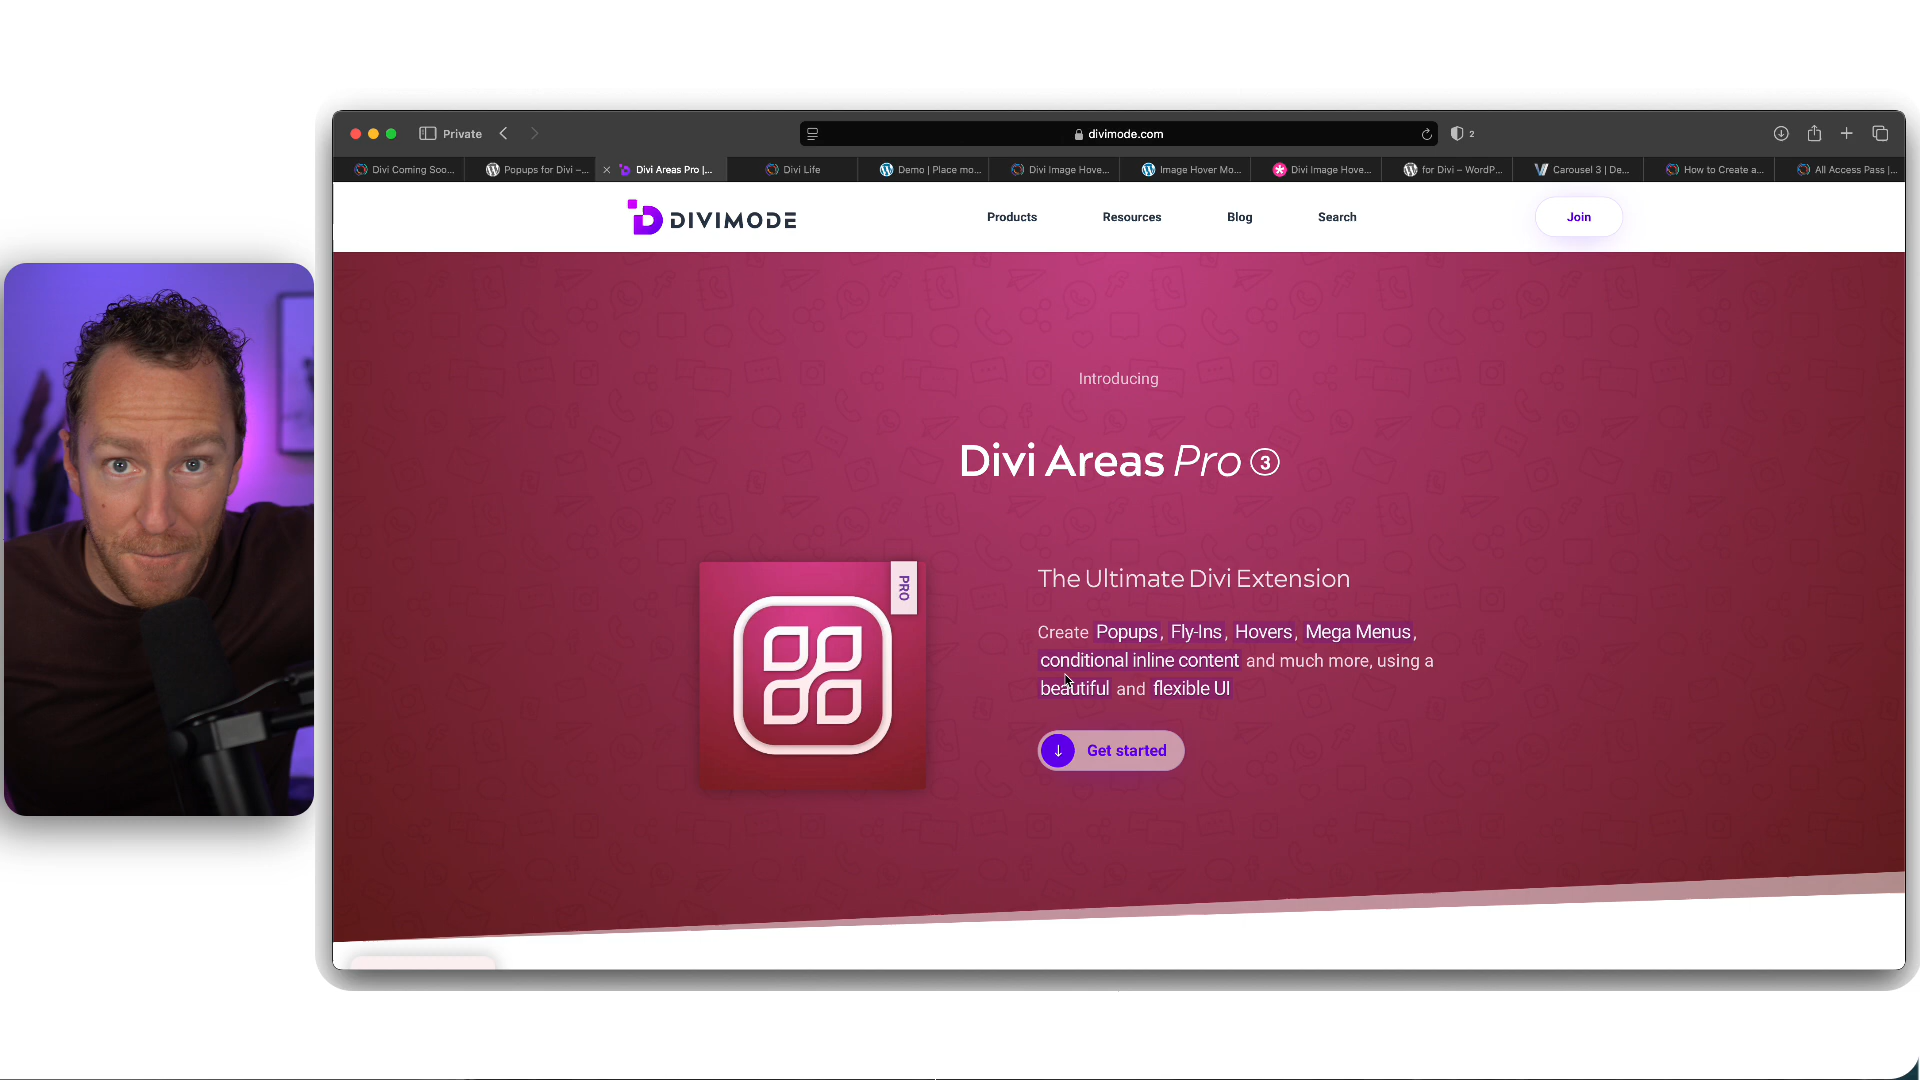 Private
divimode.com
2
Divi Coming Soo...
Popups for Divi –...
Divi Areas Pro |...
Divi Life
Demo | Place mo...
Divi Image Hove...
Image Hover Mo...
Divi Image Hove...
for Divi – WordP...
Carousel 3 | De...
How to Create a...
All Access Pass |...
DIVIMODE
Products
Resources
Blog
Search
Join
Introducing
Divi Areas Pro 3
PRO
The Ultimate Divi Extension
Create Popups, Fly-Ins, Hovers, Mega Menus,
conditional inline content and much more, using a
beautiful and flexible UI
Get started